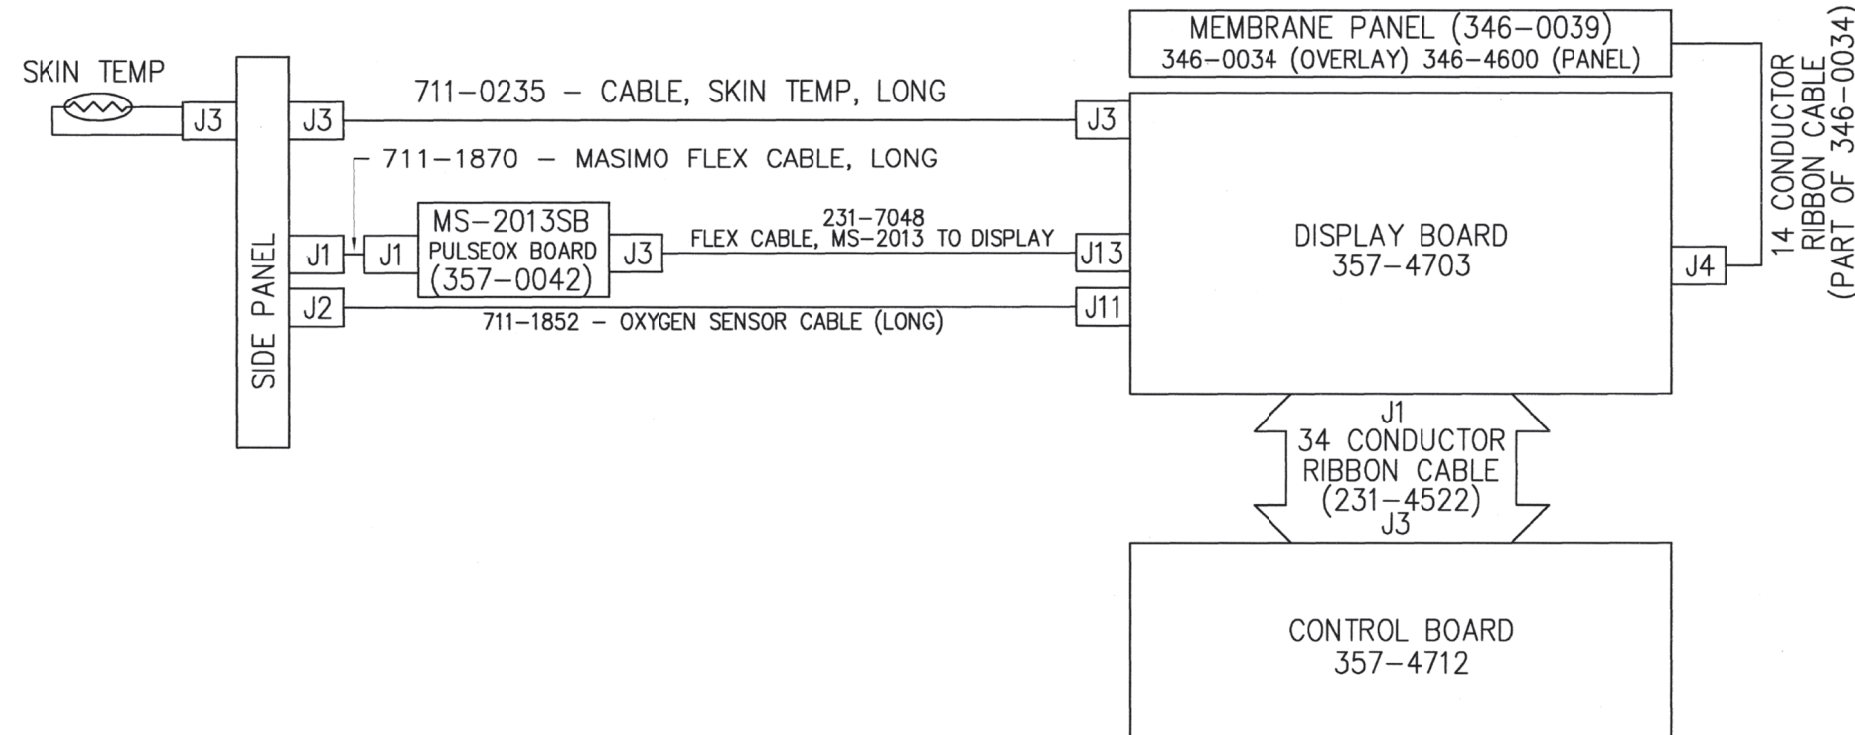 MEMBRANE PANEL (346-0039)
346-0034 (OVERLAY) 346-4600 (PANEL)
14 CONDUCTOR
RIBBON CABLE
(PART OF 346-0034)
SKIN TEMP
J3
J3
711-0235 - CABLE, SKIN TEMP, LONG
J3
711-1870 - MASIMO FLEX CABLE, LONG
SIDE PANEL
J1
J1
MS-2013SB
PULSEOX BOARD
(357-0042)
J3
231-7048
FLEX CABLE, MS-2013 TO DISPLAY
J13
DISPLAY BOARD
357-4703
J4
J2
711-1852 - OXYGEN SENSOR CABLE (LONG)
J11
J1
34 CONDUCTOR
RIBBON CABLE
(231-4522)
J3
CONTROL BOARD
357-4712